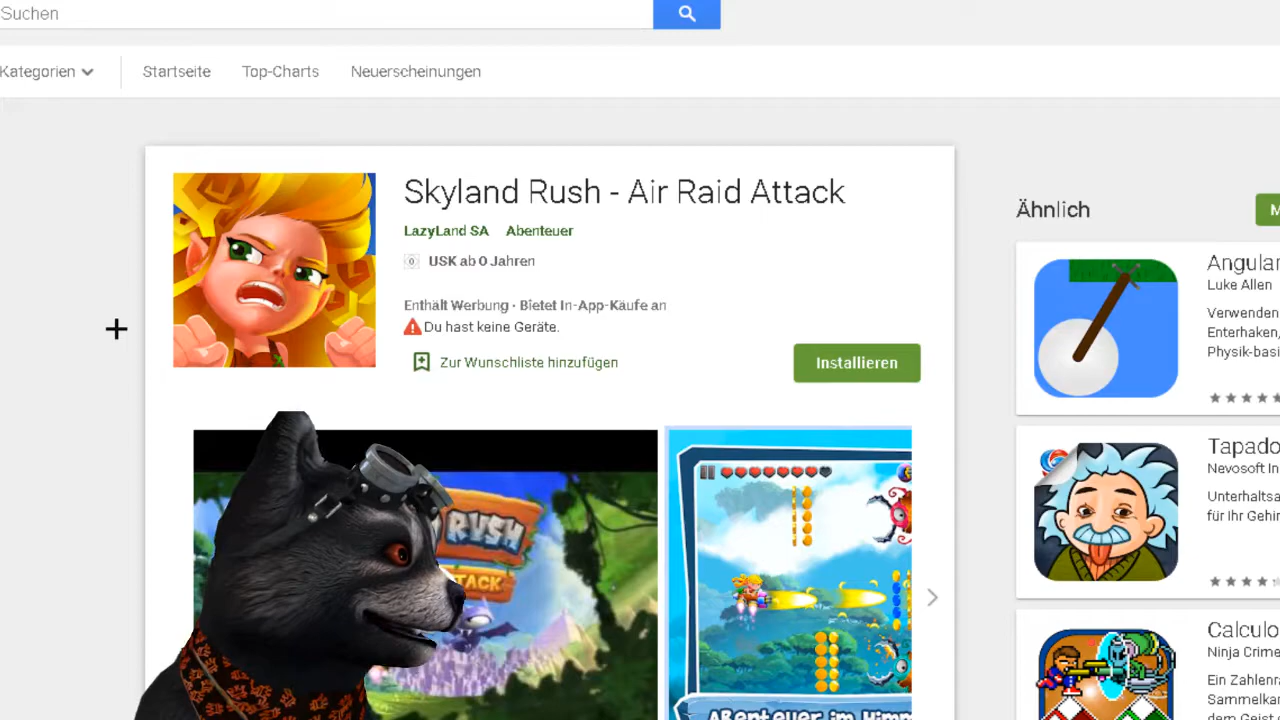 Suchen
Kategorien
Startseite
Top-Charts
Neuerscheinungen
Skyland Rush - Air Raid Attack
LazyLand SA
Abenteuer
0
USK ab 0 Jahren
Enthält Werbung · Bietet In-App-Käufe an
Du hast keine Geräte.
Zur Wunschliste hinzufügen
Installieren
RUSH
TACK
Abenteuer im Himm
Ähnlich
M
Angular
Luke Allen
Verwenden
Enterhaken,
Physik-basi
Tapado
Nevosoft In
Unterhaltsa
für Ihr Gehir
Calculo
Ninja Crime
Ein Zahlenra
Sammelkar
dem Geist